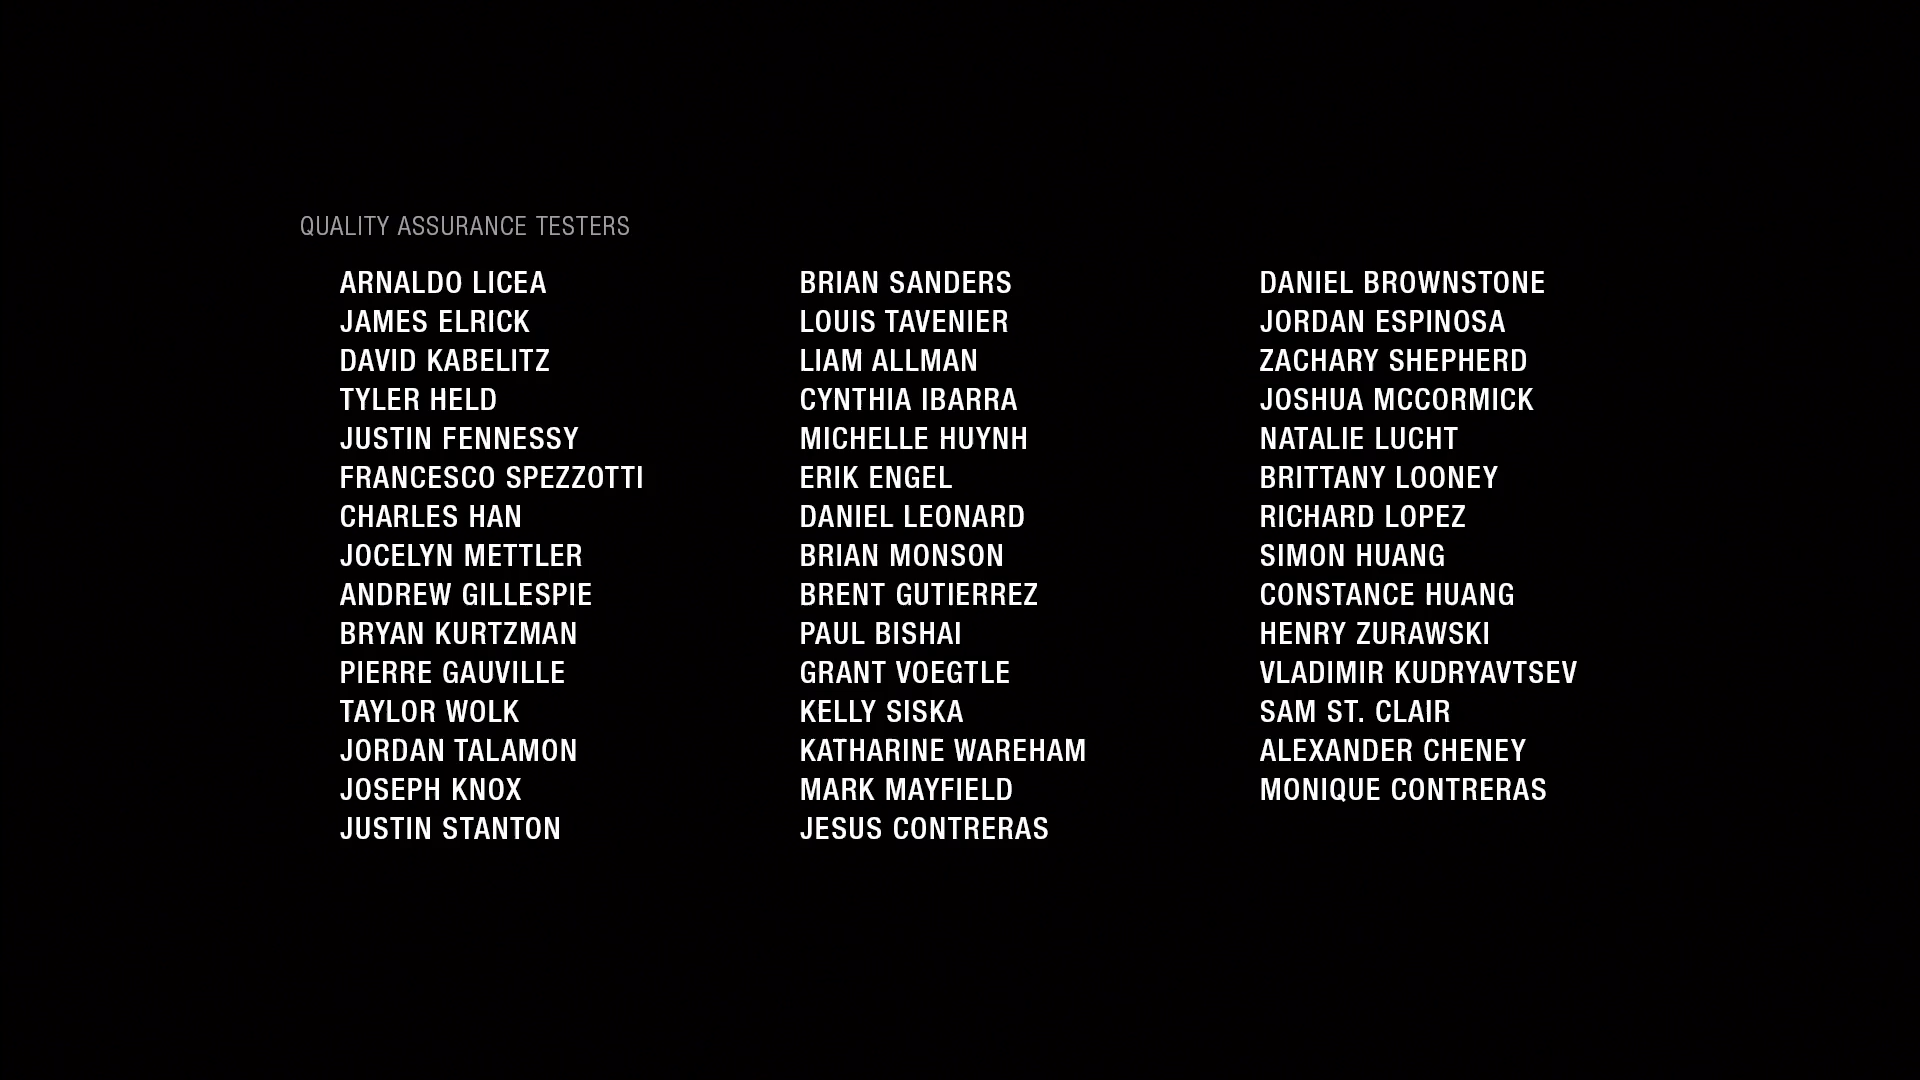 QUALITY ASSURANCE TESTERS
ARNALDO LICEA
JAMES ELRICK
DAVID KABELITZ
TYLER HELD
JUSTIN FENNESSY
FRANCESCO SPEZZOTTI
CHARLES HAN
JOCELYN METTLER
ANDREW GILLESPIE
BRYAN KURTZMAN
PIERRE GAUVILLE
TAYLOR WOLK
JORDAN TALAMON
JOSEPH KNOX
JUSTIN STANTON
BRIAN SANDERS
LOUIS TAVENIER
LIAM ALLMAN
CYNTHIA IBARRA
MICHELLE HUYNH
ERIK ENGEL
DANIEL LEONARD
BRIAN MONSON
BRENT GUTIERREZ
PAUL BISHAI
GRANT VOEGTLE
KELLY SISKA
KATHARINE WAREHAM
MARK MAYFIELD
JESUS CONTRERAS
DANIEL BROWNSTONE
JORDAN ESPINOSA
ZACHARY SHEPHERD
JOSHUA MCCORMICK
NATALIE LUCHT
BRITTANY LOONEY
RICHARD LOPEZ
SIMON HUANG
CONSTANCE HUANG
HENRY ZURAWSKI
VLADIMIR KUDRYAVTSEV
SAM ST. CLAIR
ALEXANDER CHENEY
MONIQUE CONTRERAS